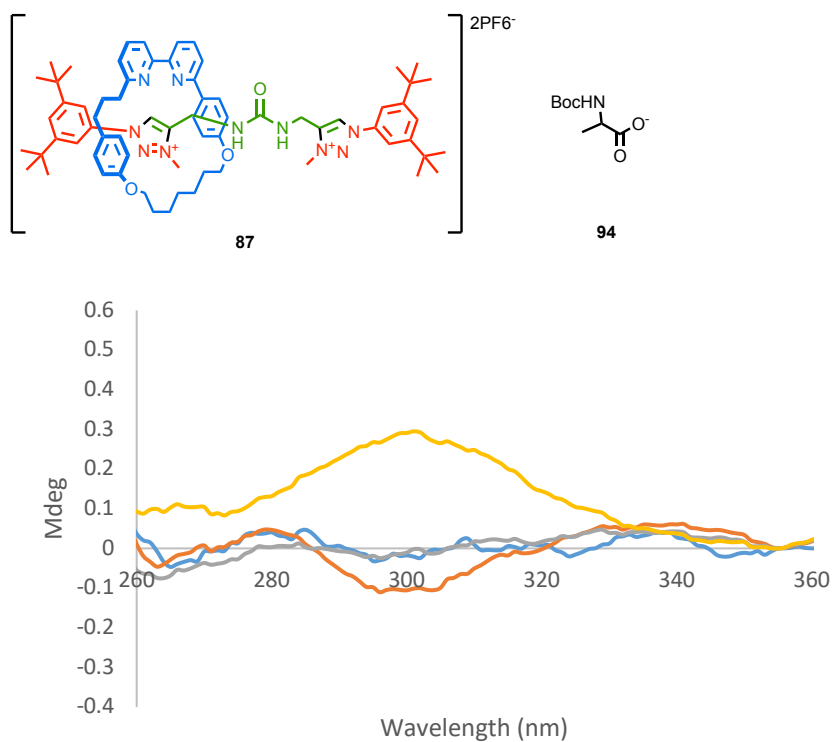 2PF6-
N N
O
N
H
N
H
N
N
N+
O
N
N=N+
O
87
BocHN
O-
O
94
0.6
0.5
0.4
0.3
0.2
0.1
0
-0.1
-0.2
-0.3
-0.4
260 280 300 320 340 360
Mdeg
Wavelength (nm)